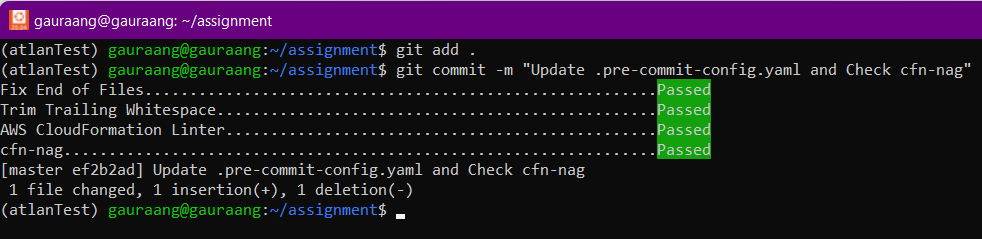 gauraang@gauraang: ~/assignment
(atlanTest) gauraang@gauraang:~/assignment$ git add .
(atlanTest) gauraang@gauraang:~/assignment$ git commit -m "Update .pre-commit-config.yaml and Check cfn-nag"
Fix End of Files.........................................................Passed
Trim Trailing Whitespace.................................................Passed
AWS CloudFormation Linter................................................Passed
cfn-nag..................................................................Passed
[master ef2b2ad] Update .pre-commit-config.yaml and Check cfn-nag
 1 file changed, 1 insertion(+), 1 deletion(-)
(atlanTest) gauraang@gauraang:~/assignment$